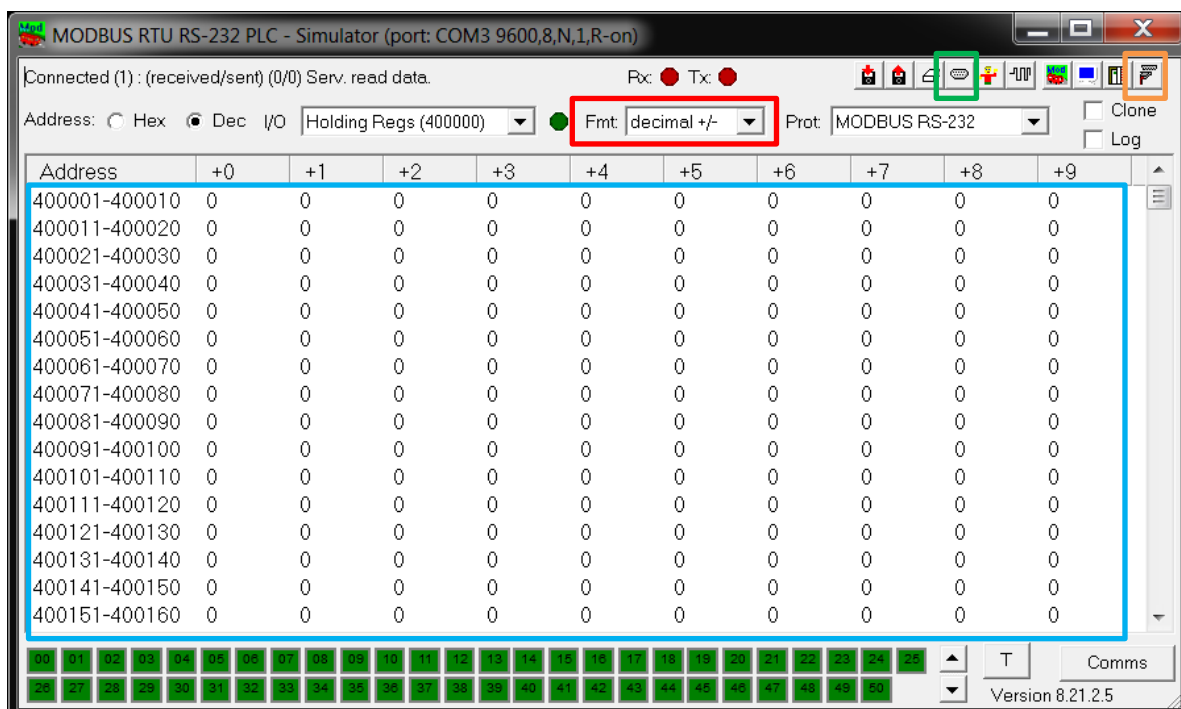 MODBUS RTU RS-232 PLC - Simulator (port: COM3 9600,8,N,1,R-on)
Connected (1) : (received/sent) (0/0) Serv. read data. Rx: Tx:
Address: Hex Dec I/O Holding Regs (400000) Fmt: decimal +/- Prot: MODBUS RS-232 Clone
Log
Address +0 +1 +2 +3 +4 +5 +6 +7 +8 +9
400001-400010 0 0 0 0 0 0 0 0 0 0
400011-400020 0 0 0 0 0 0 0 0 0 0
400021-400030 0 0 0 0 0 0 0 0 0 0
400031-400040 0 0 0 0 0 0 0 0 0 0
400041-400050 0 0 0 0 0 0 0 0 0 0
400051-400060 0 0 0 0 0 0 0 0 0 0
400061-400070 0 0 0 0 0 0 0 0 0 0
400071-400080 0 0 0 0 0 0 0 0 0 0
400081-400090 0 0 0 0 0 0 0 0 0 0
400091-400100 0 0 0 0 0 0 0 0 0 0
400101-400110 0 0 0 0 0 0 0 0 0 0
400111-400120 0 0 0 0 0 0 0 0 0 0
400121-400130 0 0 0 0 0 0 0 0 0 0
400131-400140 0 0 0 0 0 0 0 0 0 0
400141-400150 0 0 0 0 0 0 0 0 0 0
400151-400160 0 0 0 0 0 0 0 0 0 0
00 01 02 03 04 05 06 07 08 09 10 11 12 13 14 15 16 17 18 19 20 21 22 23 24 25 T Comms
26 27 28 29 30 31 32 33 34 35 36 37 38 39 40 41 42 43 44 45 46 47 48 49 50 Version 8.21.2.5